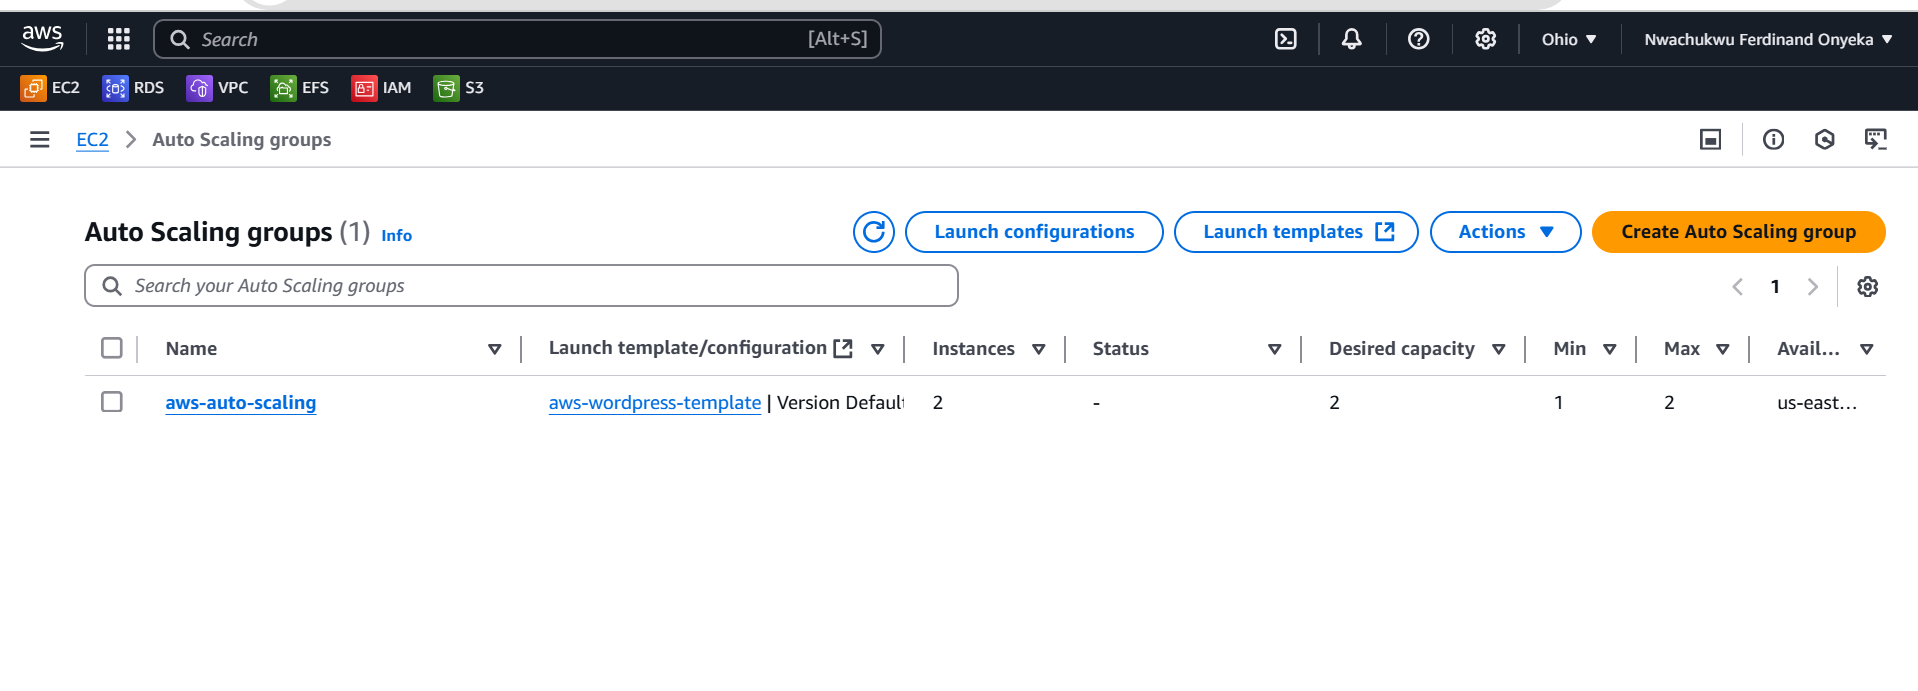 aws
Search [Alt+S] Ohio Nwachukwu Ferdinand Onyeka
EC2 RDS VPC EFS IAM S3
EC2 Auto Scaling groups
Auto Scaling groups (1) Info Launch configurations Launch templates Actions Create Auto Scaling group
Search your Auto Scaling groups 1
Name Launch template/configuration Instances Status Desired capacity Min Max Avail...
aws-auto-scaling aws-wordpress-template | Version Default 2 - 2 1 2 us-east...